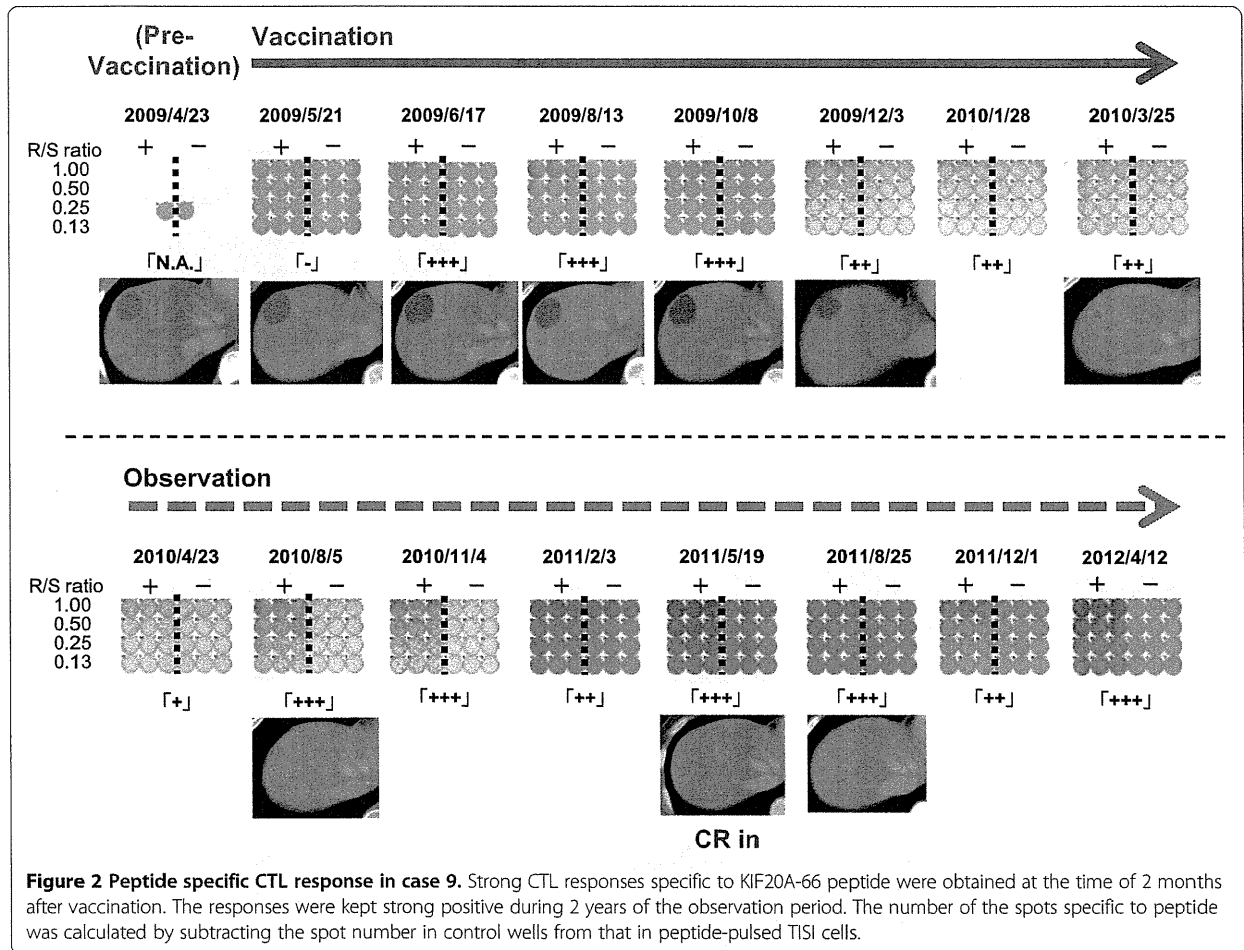 (Pre-Vaccination) Vaccination
2009/4/23 2009/5/21 2009/6/17 2009/8/13 2009/10/8 2009/12/3 2010/1/28 2010/3/25
R/S ratio + − + − + − + − + − + − + − + −
1.00
0.50
0.25
0.13
「N.A.」 「-」 「+++」 「+++」 「+++」 「++」 「++」 「++」
Observation
2010/4/23 2010/8/5 2010/11/4 2011/2/3 2011/5/19 2011/8/25 2011/12/1 2012/4/12
R/S ratio + − + − + − + − + − + − + − + −
1.00
0.50
0.25
0.13
「+」 「+++」 「+++」 「++」 「+++」 「+++」 「++」 「+++」
CR in
Figure 2 Peptide specific CTL response in case 9. Strong CTL responses specific to KIF20A-66 peptide were obtained at the time of 2 months
after vaccination. The responses were kept strong positive during 2 years of the observation period. The number of the spots specific to peptide
was calculated by subtracting the spot number in control wells from that in peptide-pulsed TISI cells.